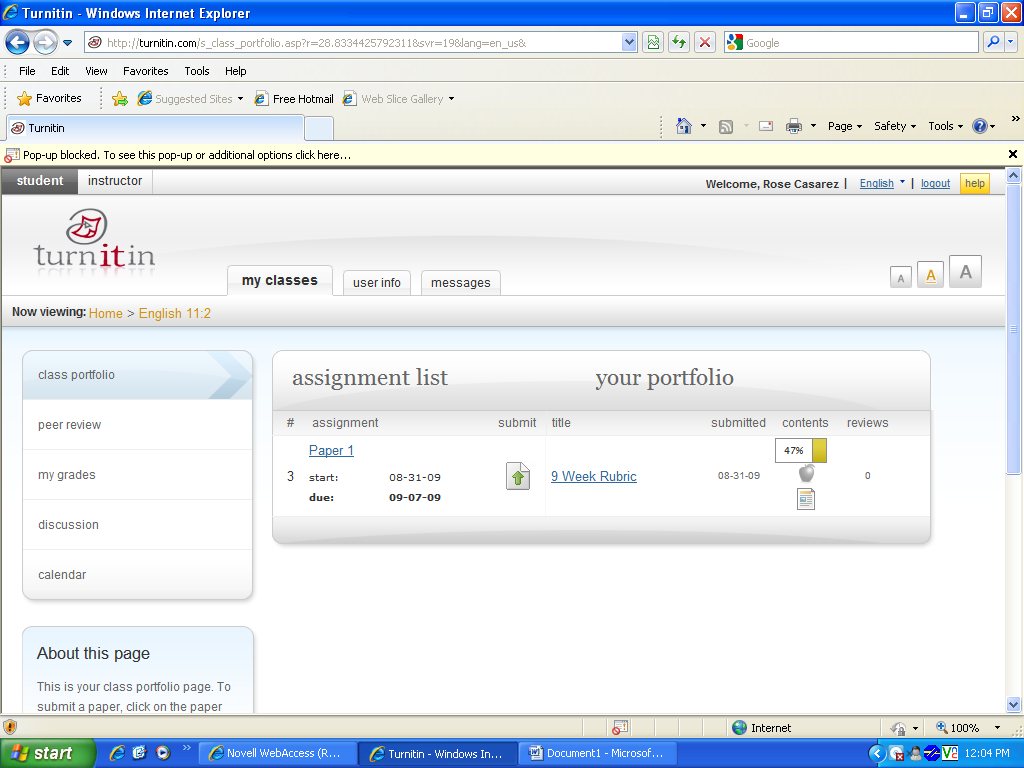 Turnitin - Windows Internet Explorer
http://turnitin.com/s_class_portfolio.asp?r=28.8334425792311&svr=19&lang=en_us&
Google
File Edit View Favorites Tools Help
Favorites Suggested Sites Free Hotmail Web Slice Gallery
Turnitin Page Safety Tools »
Pop-up blocked. To see this pop-up or additional options click here...
student instructor Welcome, Rose Casarez | English | logout help
turnitin
my classes user info messages A A A
Now viewing: Home > English 11:2
class portfolio
peer review
my grades
discussion
calendar
About this page
This is your class portfolio page. To
submit a paper, click on the paper
assignment list your portfolio
# assignment submit title submitted contents reviews
Paper 1 47%
3 start: 08-31-09 9 Week Rubric 08-31-09 0
due: 09-07-09
Internet 100%
start » Novell WebAccess (R... Turnitin - Windows In... Document1 - Microsof... 12:04 PM